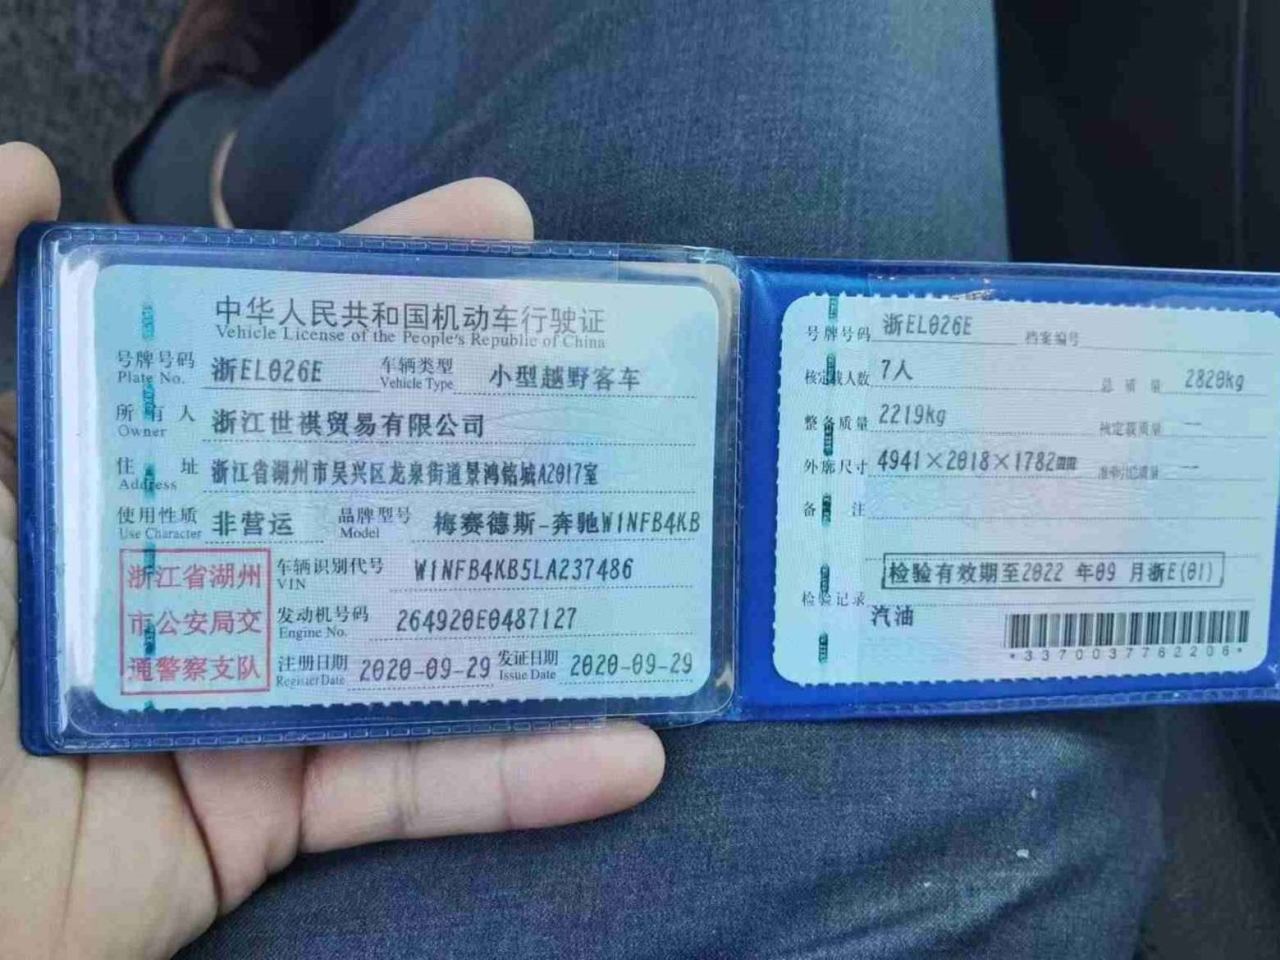 中华人民共和国机动车行驶证
Vehicle License of the People's Republic of China
号牌号码 浙EL026E 车辆类型 小型越野客车
Plate No. Vehicle Type
所有人 浙江世祺贸易有限公司
Owner
住址 浙江省湖州市吴兴区龙泉街道景鸿铭城A2017室
Address
使用性质 非营运 品牌型号 梅赛德斯-奔驰W1NFB4KB
Use Character Model
浙江省湖州
市公安局交
通警察支队
车辆识别代号 W1NFB4KB5LA237486
VIN
发动机号码 264920E0487127
Engine No.
注册日期 2020-09-29 发证日期 2020-09-29
Register Date Issue Date
号牌号码 浙EL026E 档案编号
核定载人数 7人 总质量 2820kg
整备质量 2219kg 核定载质量 --
外廓尺寸 4941×2018×1782mm 准牵引总质量 --
备注
检验有效期至2022 年09 月浙E(01)
检验记录
汽油
*3370037762206*